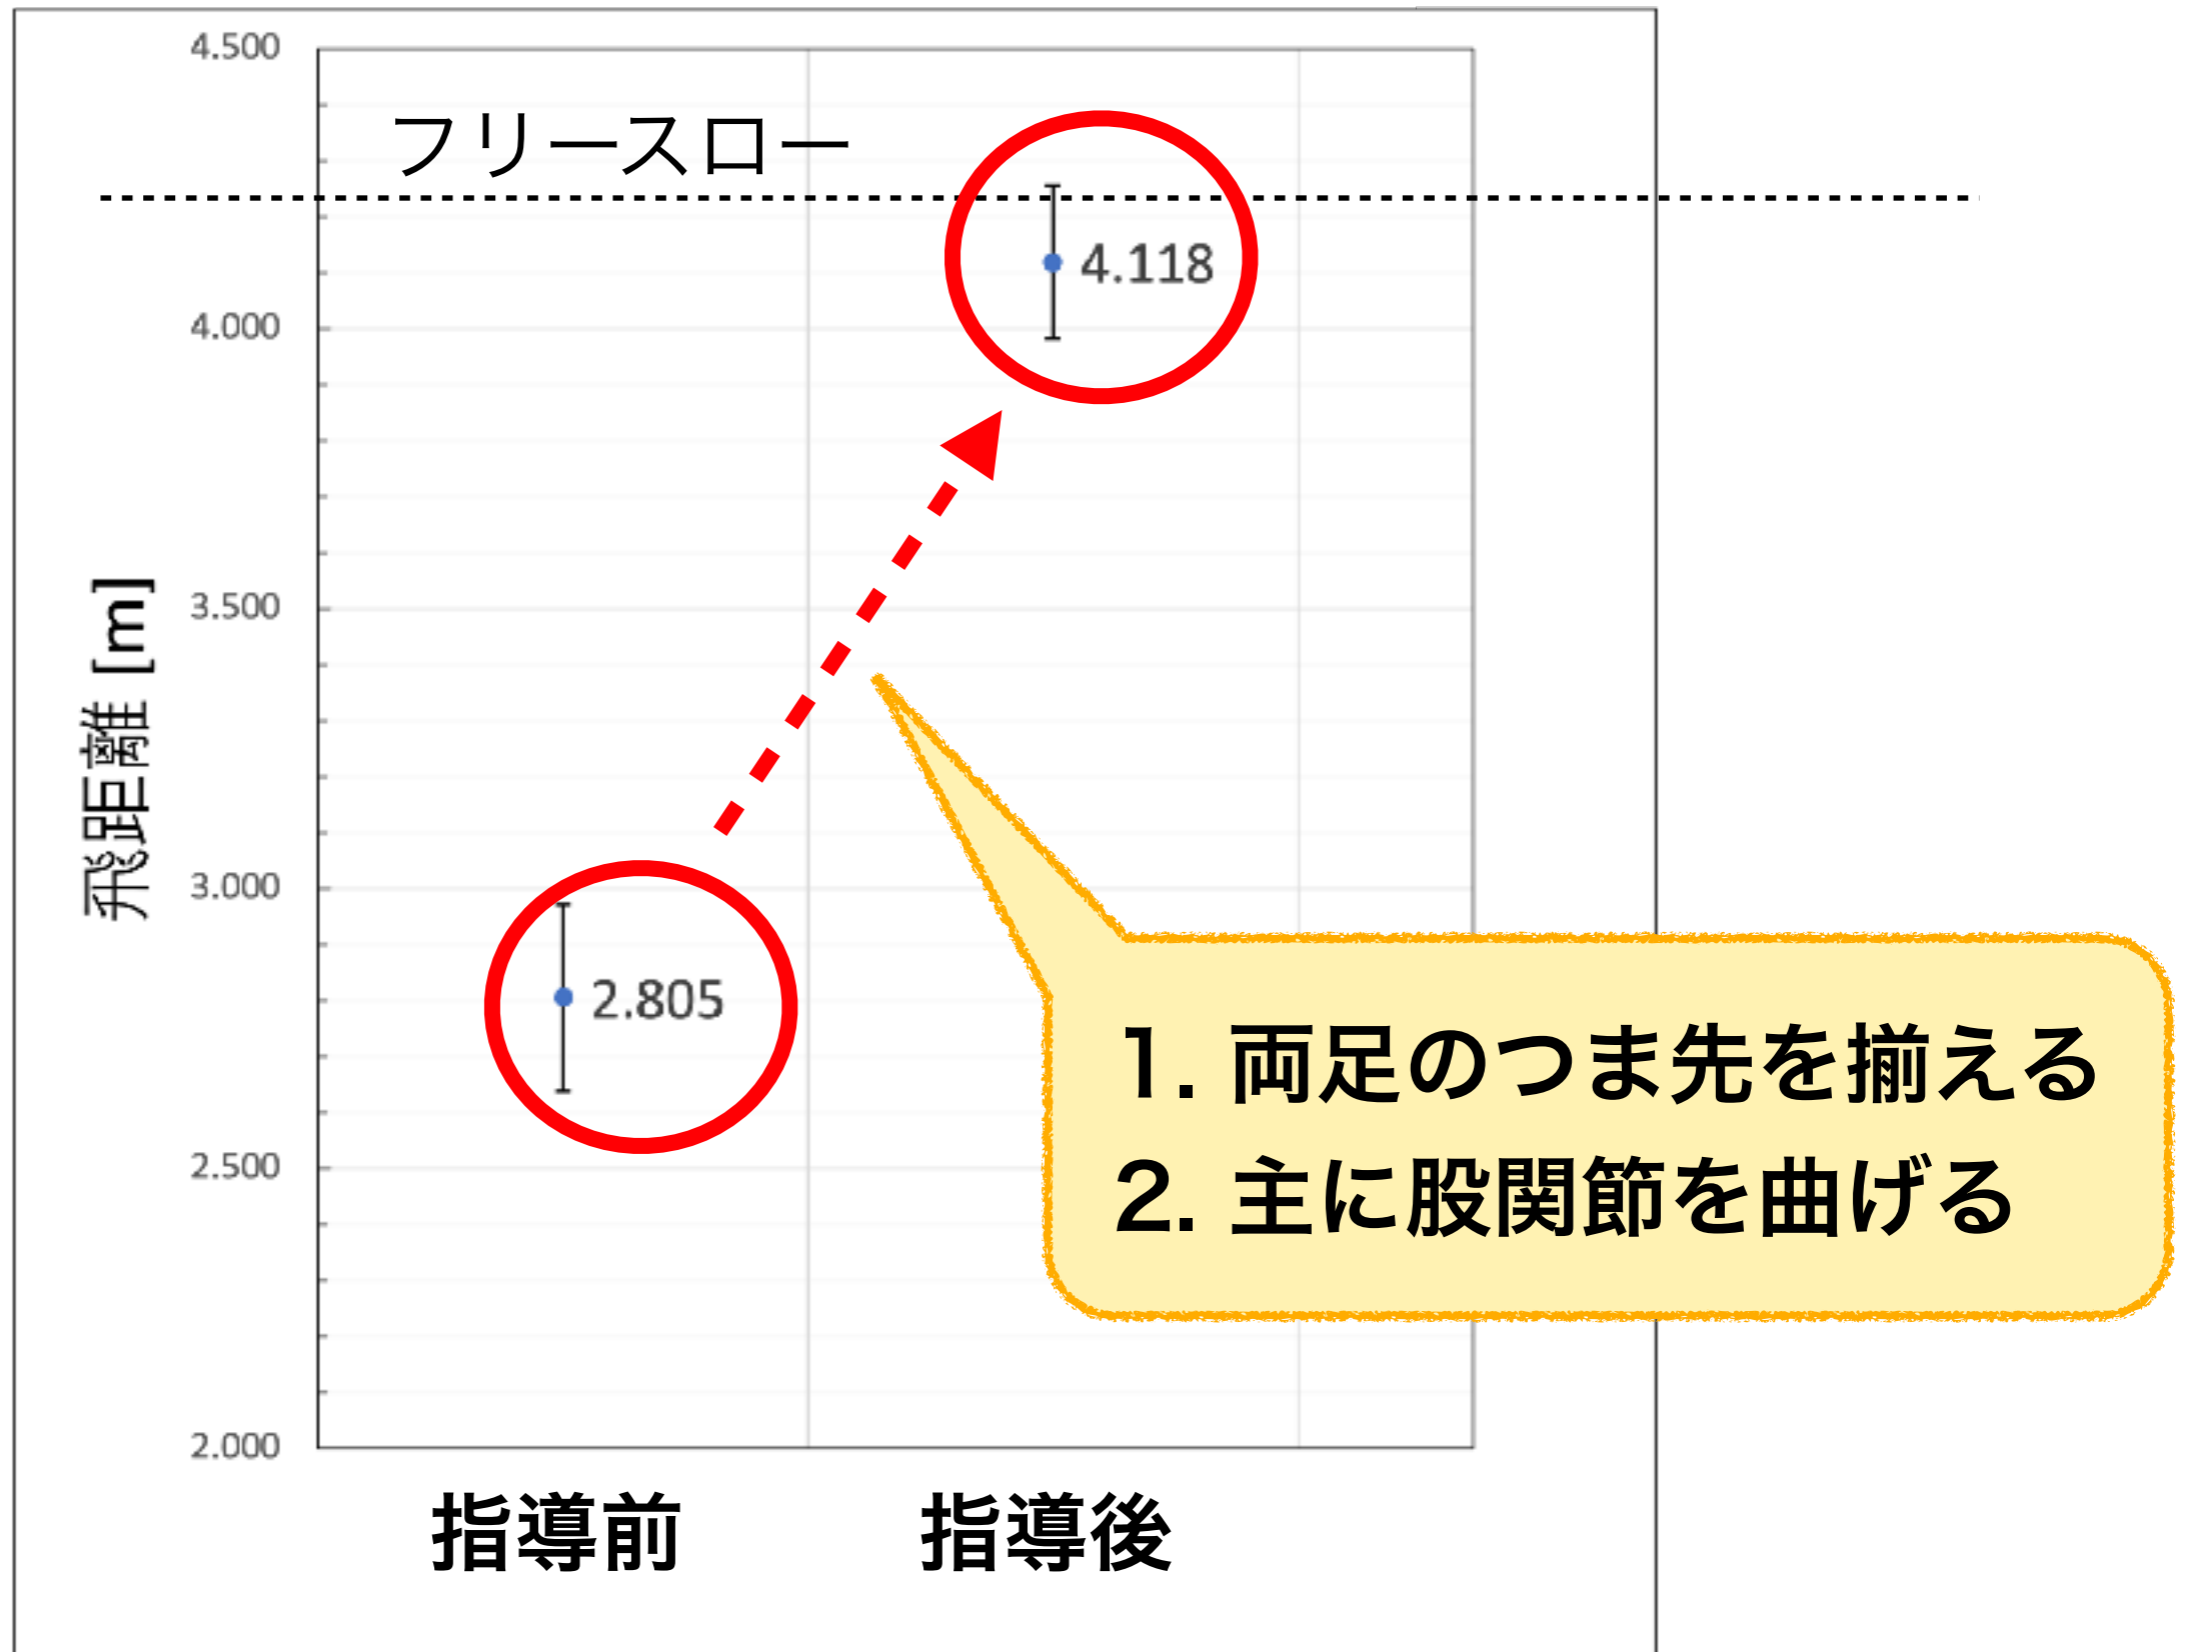 4.500
フリースロー
4.118
4.000
3.500
飛距離 [m]
3.000
2.805
1. 両足のつま先を揃える
2. 主に股関節を曲げる
2.500
2.000
指導前
指導後